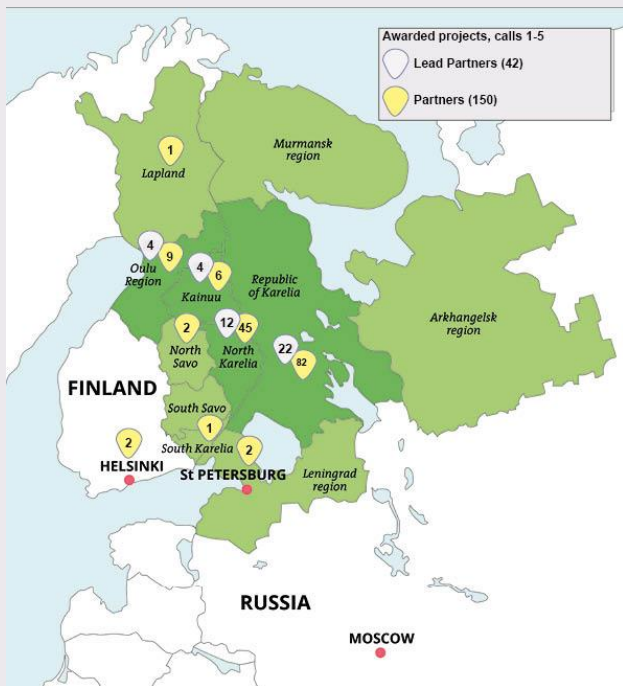 Awarded projects, calls 1-5
Lead Partners (42)
Partners (150)
Murmansk
region
1
Lapland
4
9
Oulu
Region
4
6
Kainuu
Republic
of Karelia
Arkhangelsk
region
2
North
Savo
12
45
North
Karelia
22
82
FINLAND
South Savo
1
South Karelia
2
HELSINKI
2
St PETERSBURG
Leningrad
region
RUSSIA
MOSCOW